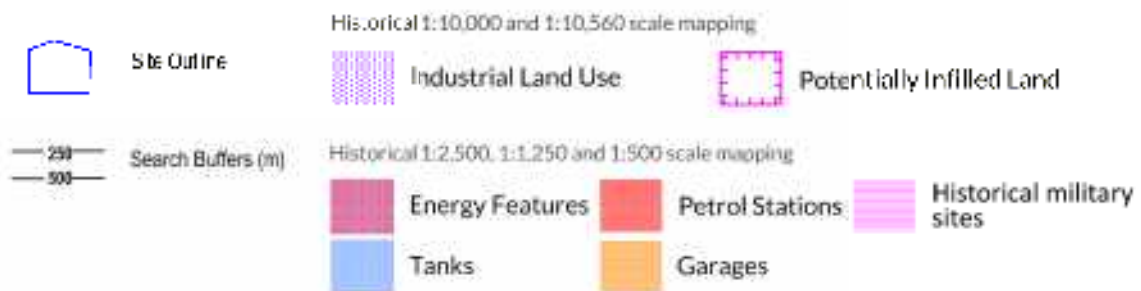 Historical 1:10,000 and 1:10,560 scale mapping
Site Outline
Industrial Land Use
Potentially Infilled Land
250
500
Search Buffers (m)
Historical 1:2,500, 1:1,250 and 1:500 scale mapping
Energy Features
Petrol Stations
Historical military
sites
Tanks
Garages